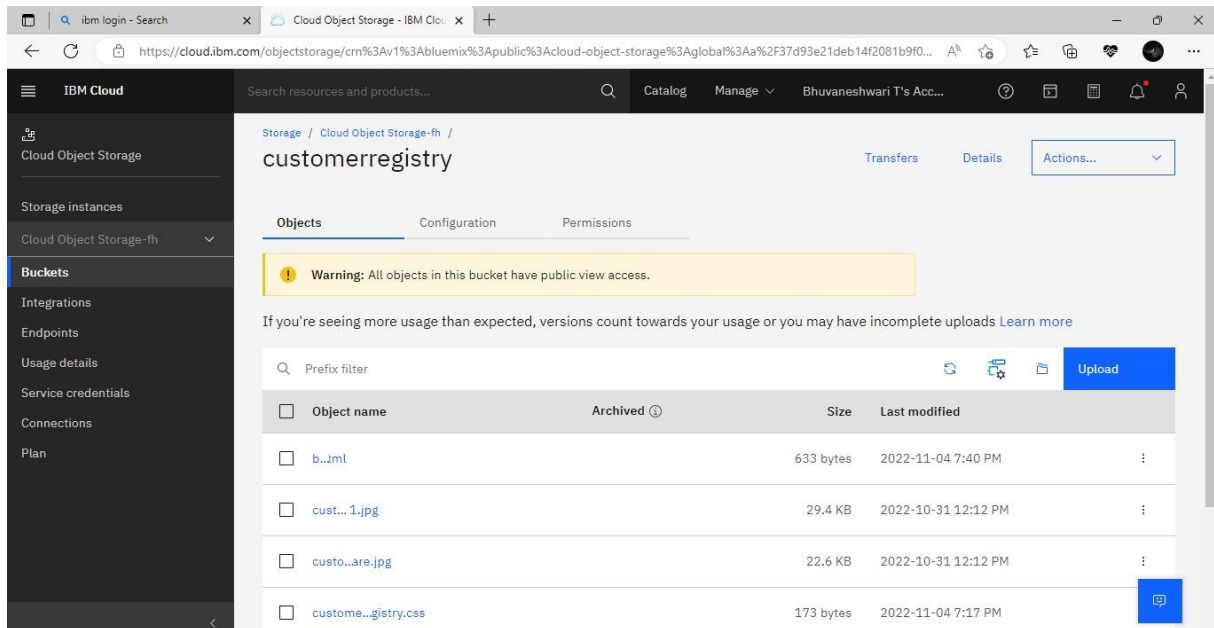 ibm login - Search
Cloud Object Storage - IBM Clou
https://cloud.ibm.com/objectstorage/crn%3Av1%3Abluemix%3Apublic%3Acloud-object-storage%3Aglobal%3Aa%2F37d93e21deb14f2081b9f0...
IBM Cloud
Search resources and products...
Catalog
Manage
Bhuvaneshwari T's Acc...
Cloud Object Storage
Storage instances
Cloud Object Storage-fh
Buckets
Integrations
Endpoints
Usage details
Service credentials
Connections
Plan
Storage / Cloud Object Storage-fh /
customerregistry
Transfers
Details
Actions...
Objects
Configuration
Permissions
Warning: All objects in this bucket have public view access.
If you're seeing more usage than expected, versions count towards your usage or you may have incomplete uploads Learn more
Prefix filter
Upload
Object name Archived Size Last modified
633 bytes 2022-11-04 7:40 PM
cust... 1.jpg 29.4 KB 2022-10-31 12:12 PM
custo...are.jpg 22.6 KB 2022-10-31 12:12 PM
custome...gistry.css 173 bytes 2022-11-04 7:17 PM